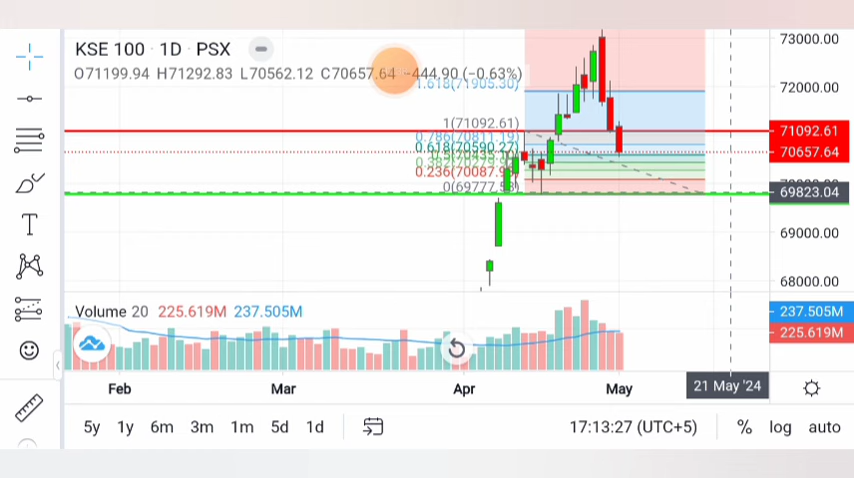 KSE 100 · 1D · PSX
O71199.94 H71292.83 L70562.12 C70657.64 −444.90 (−0.63%)
1.618(71905.30)
1(71092.61)
0.786(70811.19)
0.618(70590.27)
0.236(70087.9
0(69777.53)
73000.00
72000.00
71092.61
70657.64
69823.04
69000.00
68000.00
Volume 20 225.619M 237.505M
237.505M
225.619M
Feb Mar Apr May 21 May '24
5y 1y 6m 3m 1m 5d 1d 17:13:27 (UTC+5) % log auto
T